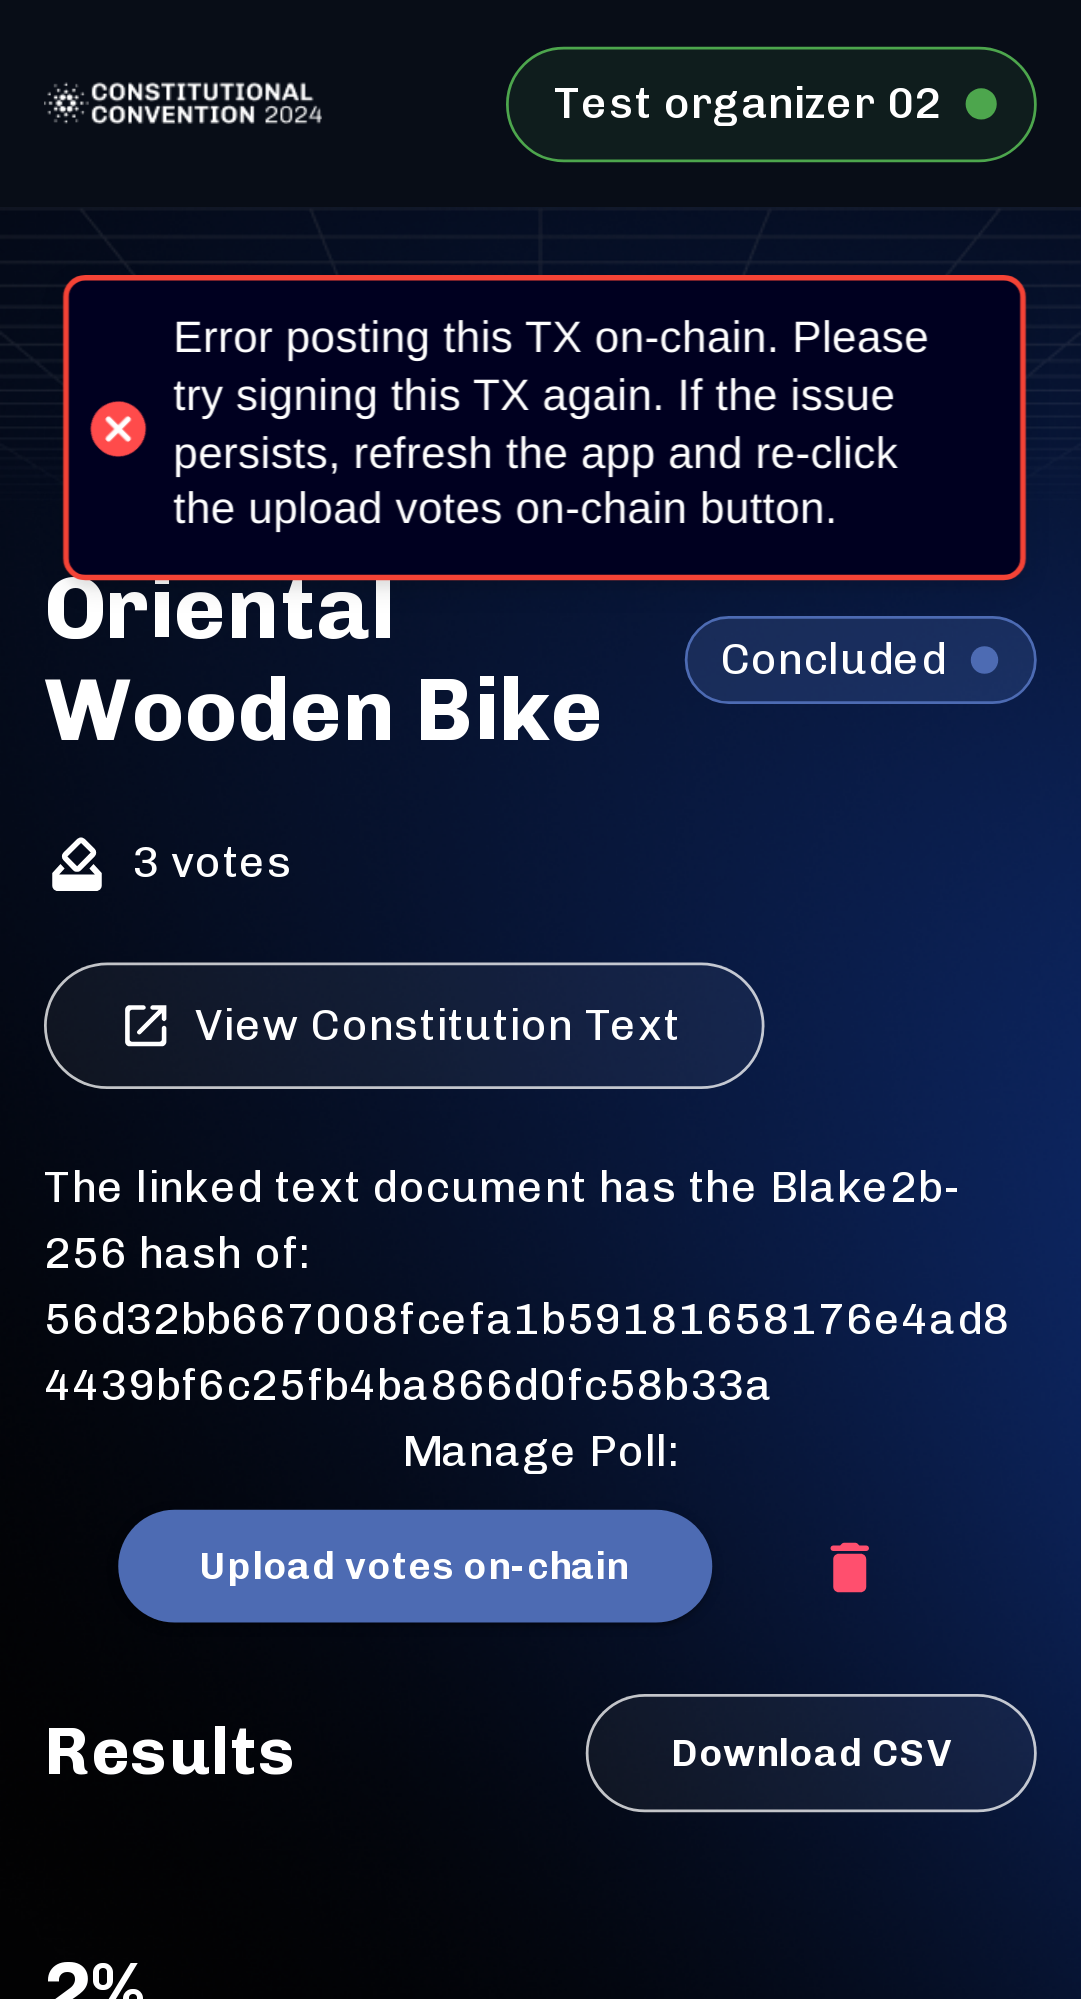 CONSTITUTIONAL
CONVENTION 2024
Test organizer 02
Error posting this TX on-chain. Please
try signing this TX again. If the issue
persists, refresh the app and re-click
the upload votes on-chain button.
Oriental
Wooden Bike
Concluded
3 votes
View Constitution Text
The linked text document has the Blake2b-
256 hash of:
56d32bb667008fcefa1b59181658176e4ad8
4439bf6c25fb4ba866d0fc58b33a
Manage Poll:
Upload votes on-chain
Results
Download CSV
2%